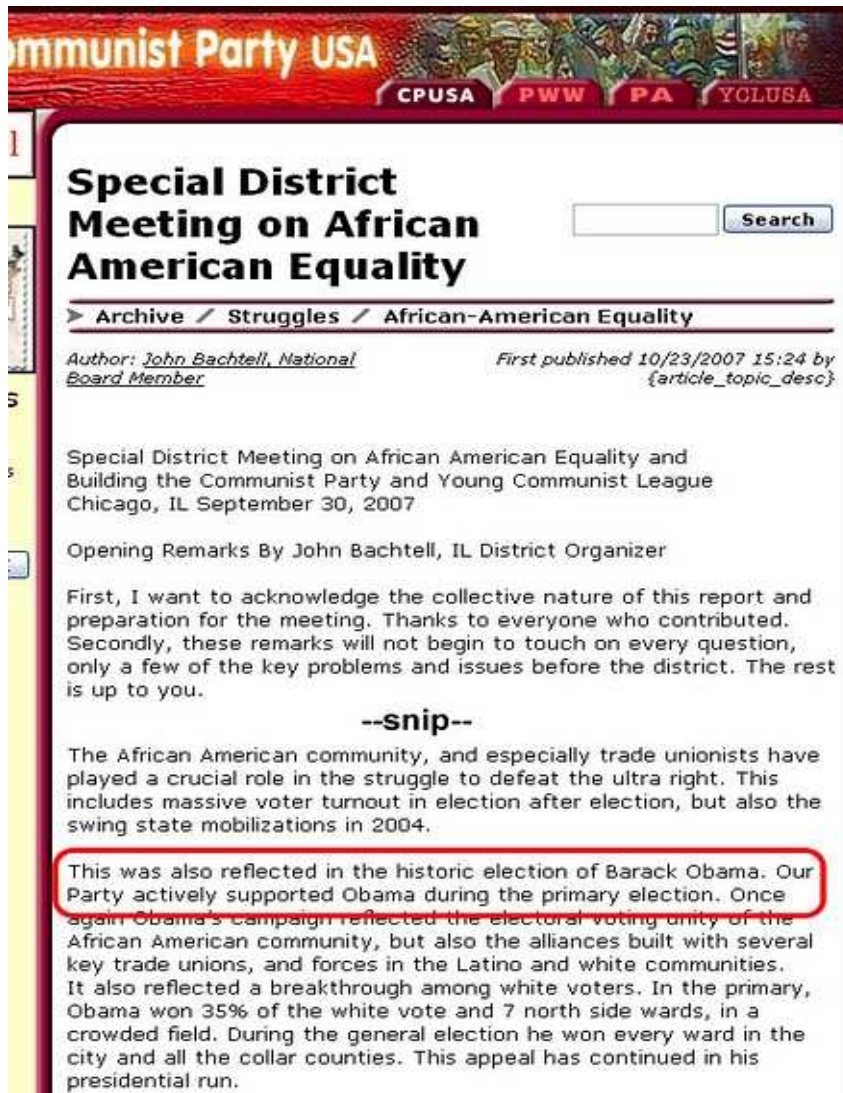 ommunist Party USA
CPUSA PWW PA YCLUSA
l
Special District
Meeting on African
American Equality
Search
➤ Archive / Struggles / African-American Equality
Author: John Bachtell, National
Board Member
First published 10/23/2007 15:24 by
{article_topic_desc}
s
s
Special District Meeting on African American Equality and
Building the Communist Party and Young Communist League
Chicago, IL September 30, 2007
Opening Remarks By John Bachtell, IL District Organizer
First, I want to acknowledge the collective nature of this report and
preparation for the meeting. Thanks to everyone who contributed.
Secondly, these remarks will not begin to touch on every question,
only a few of the key problems and issues before the district. The rest
is up to you.
--snip--
The African American community, and especially trade unionists have
played a crucial role in the struggle to defeat the ultra right. This
includes massive voter turnout in election after election, but also the
swing state mobilizations in 2004.
This was also reflected in the historic election of Barack Obama. Our
Party actively supported Obama during the primary election. Once
again Obama's campaign reflected the electoral voting unity of the
African American community, but also the alliances built with several
key trade unions, and forces in the Latino and white communities.
It also reflected a breakthrough among white voters. In the primary,
Obama won 35% of the white vote and 7 north side wards, in a
crowded field. During the general election he won every ward in the
city and all the collar counties. This appeal has continued in his
presidential run.